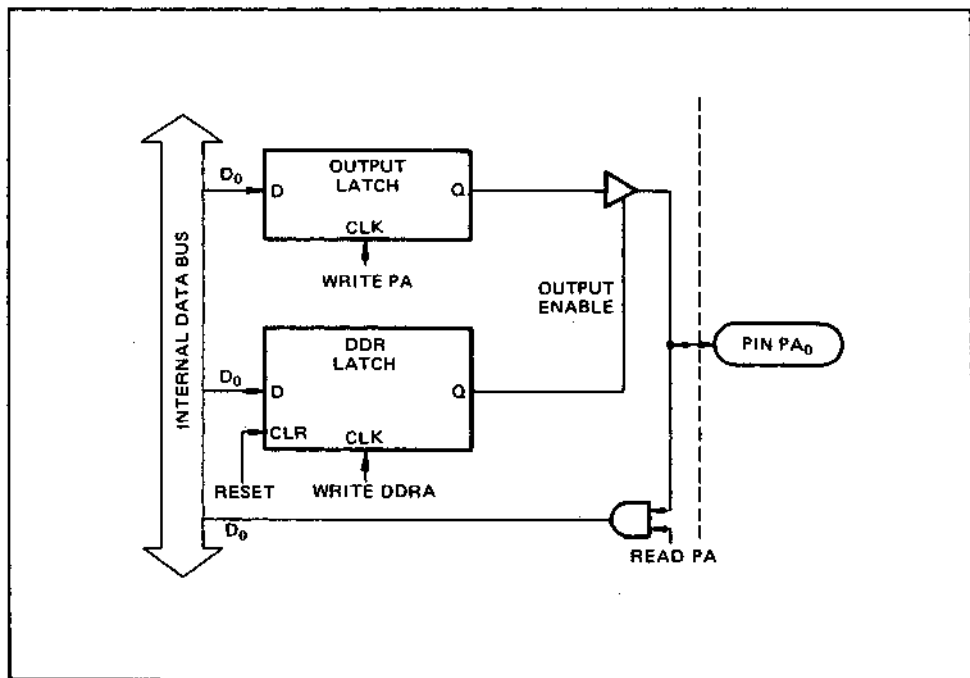 INTERNAL DATA BUS
D₀
D
OUTPUT
LATCH
Q
CLK
WRITE PA
OUTPUT
ENABLE
PIN PA₀
D₀
D
DDR
LATCH
Q
CLR
CLK
RESET
WRITE DDRA
D₀
READ PA